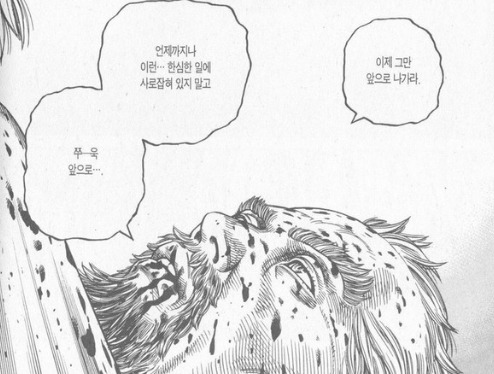 이제 그만
앞으로 나가라.
언제까지나
이런… 한심한 일에
사로잡혀 있지 말고
쭈―욱
앞으로….